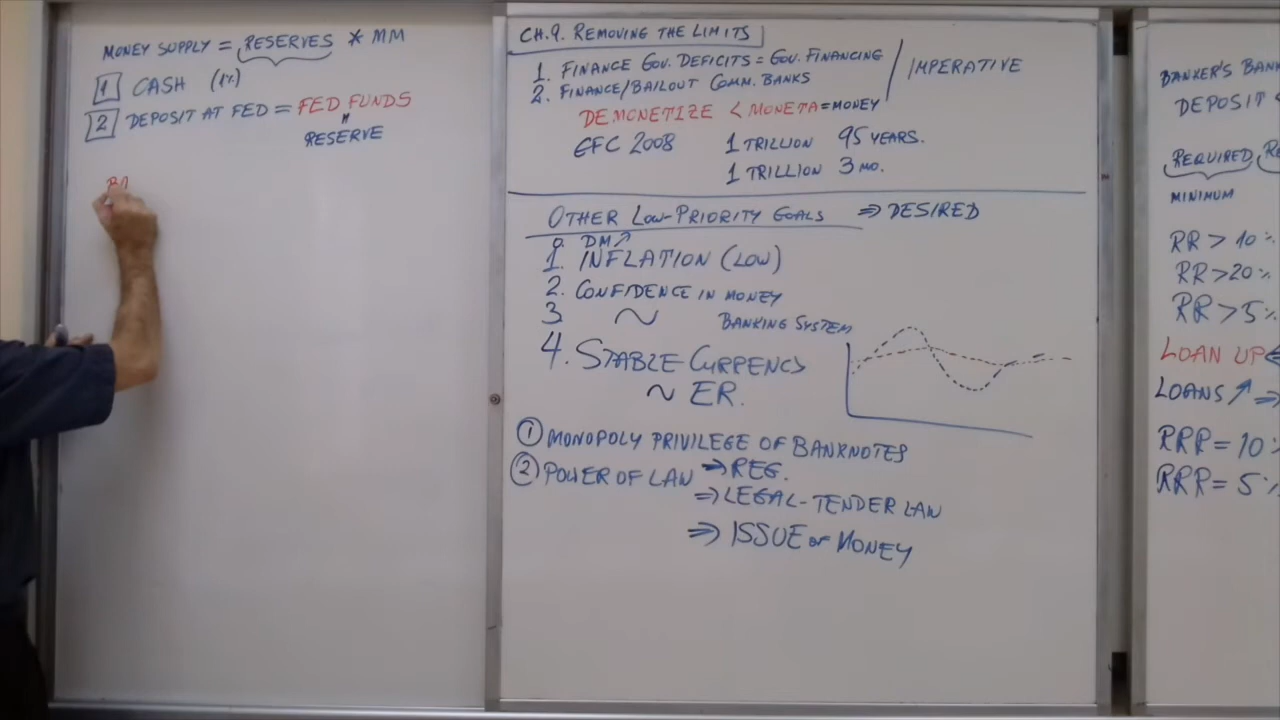 MONEY SUPPLY = RESERVES * MM
1 CASH (1%)
2 DEPOSIT AT FED = FED FUNDS
"
RESERVE
CH.9. REMOVING THE LIMITS
1. FINANCE GOV. DEFICITS = GOV. FINANCING
2. FINANCE/BAILOUT COMM. BANKS
/ IMPERATIVE
DEMONETIZE < MONETA = MONEY
GFC 2008 1 TRILLION 95 YEARS.
1 TRILLION 3 MO.
OTHER LOW-PRIORITY GOALS ⇒ DESIRED
0. DM↗
1. INFLATION (LOW)
2. CONFIDENCE IN MONEY
3 ~ BANKING SYSTEM
4. STABLE CURRENCY
~ ER.
① MONOPOLY PRIVILEGE OF BANKNOTES
② POWER OF LAW ⇒ REG.
⇒ LEGAL-TENDER LAW
⇒ ISSUE OF MONEY
BANKER'S BANK
DEPOSIT
REQUIRED
MINIMUM
RR > 10%
RR > 20%
RR > 5%
LOAN UP ⇐
LOANS ↗ ⇒
RRR = 10%
RRR = 5%